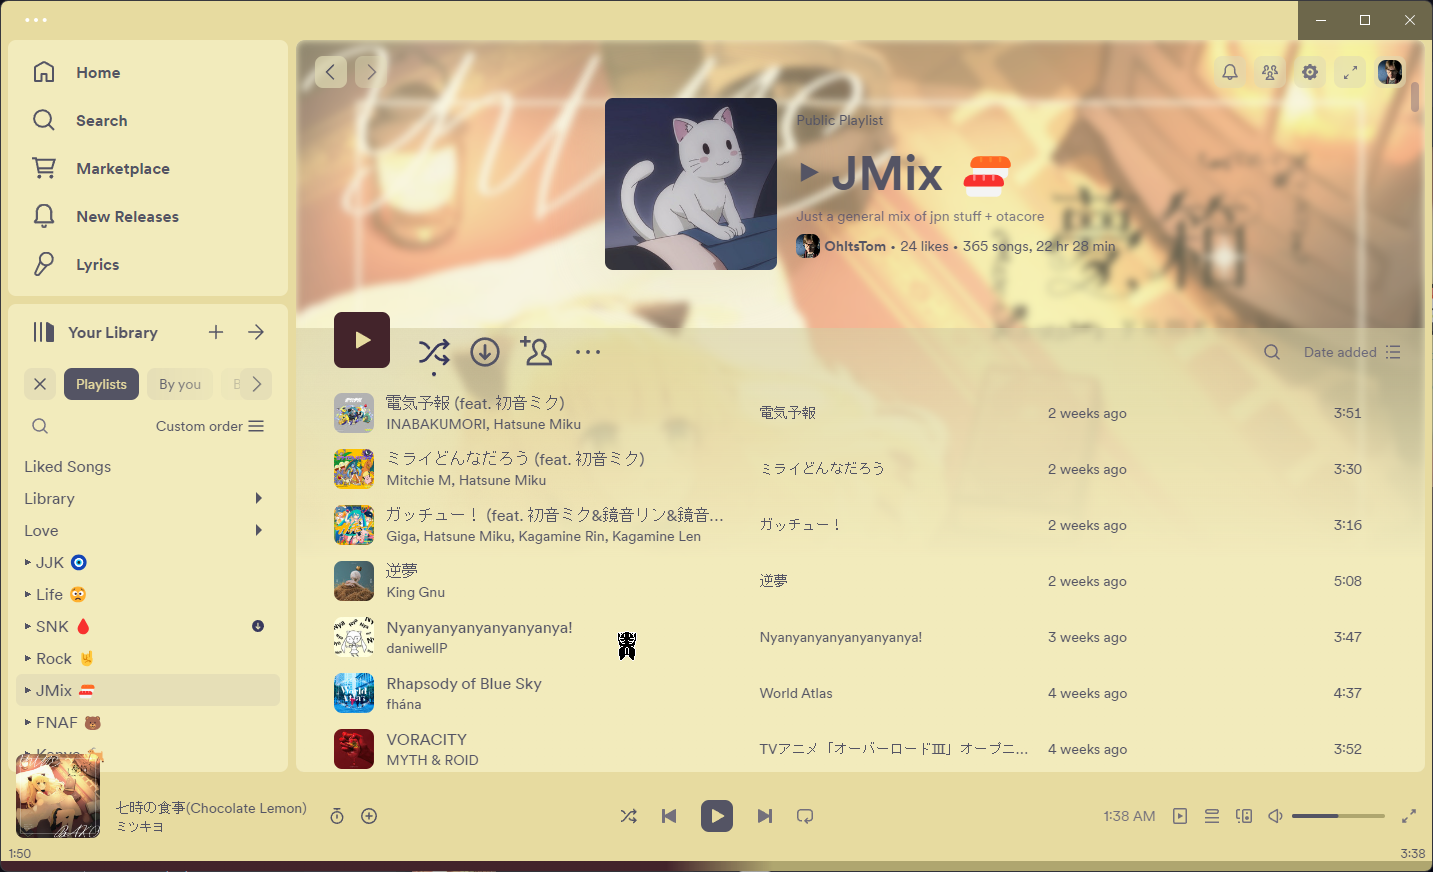 Home
Search
Marketplace
New Releases
Lyrics
Your Library
Playlists
By you
Custom order
Liked Songs
Library
Love
JJK 🧿
Life 😳
SNK 🩸
Rock 🤘
JMix 🍣
FNAF 🐻
Kanye
Public Playlist
JMix 🍣
Just a general mix of jpn stuff + otacore
OhItsTom • 24 likes • 365 songs, 22 hr 28 min
Date added
電気予報 (feat. 初音ミク)
INABAKUMORI, Hatsune Miku
電気予報
2 weeks ago
3:51
ミライどんなだろう (feat. 初音ミク)
Mitchie M, Hatsune Miku
ミライどんなだろう
2 weeks ago
3:30
ガッチュー！ (feat. 初音ミク&鏡音リン&鏡音...
Giga, Hatsune Miku, Kagamine Rin, Kagamine Len
ガッチュー！
2 weeks ago
3:16
逆夢
King Gnu
逆夢
2 weeks ago
5:08
Nyanyanyanyanyanyanya!
daniwellP
Nyanyanyanyanyanyanya!
3 weeks ago
3:47
Rhapsody of Blue Sky
fhána
World Atlas
4 weeks ago
4:37
VORACITY
MYTH & ROID
TVアニメ「オーバーロードⅢ」オープニ...
4 weeks ago
3:52
七時の食事(Chocolate Lemon)
ミツキヨ
1:38 AM
1:50
3:38